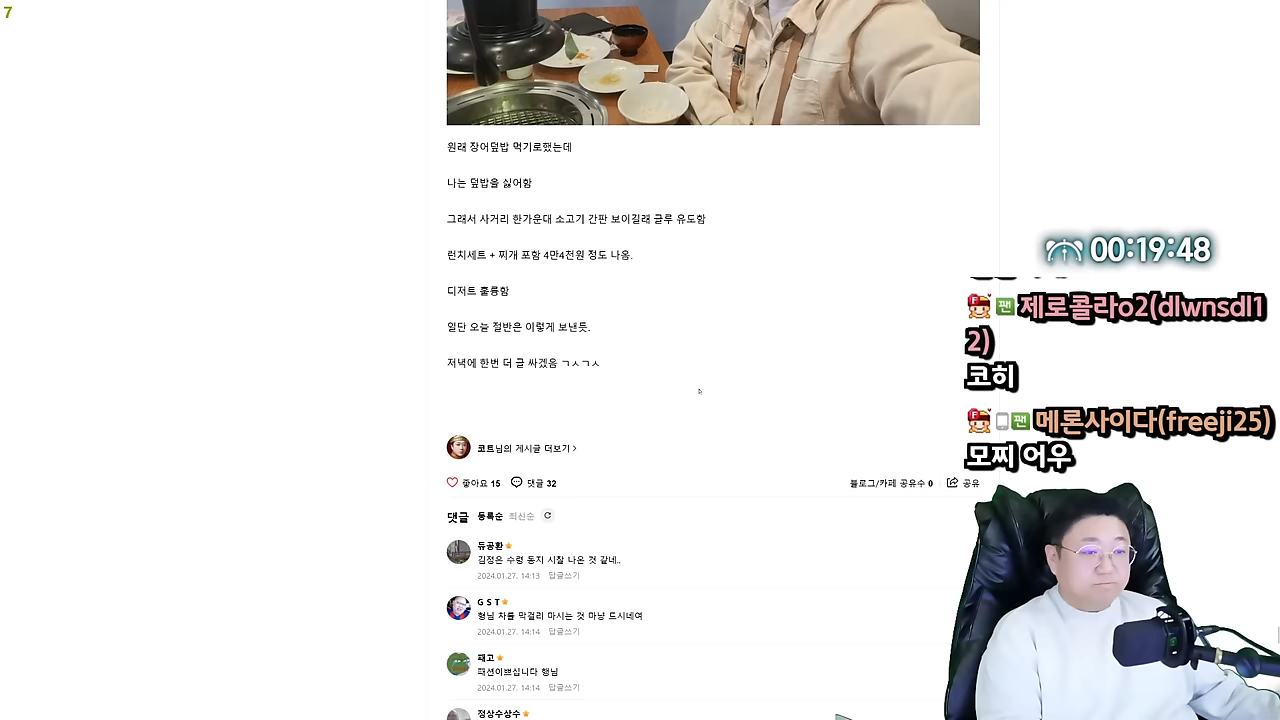 7
원래 장어덮밥 먹기로했는데
나는 덮밥을 싫어함
그래서 사거리 한가운대 소고기 간판 보이길래 글루 유도함
런치세트 + 찌개 포함 4만4천원 정도 나옴.
디저트 훌륭함
일단 오늘 절반은 이렇게 보낸듯.
저녁에 한번 더 글 싸겠음 ㄱㅅㄱㅅ
코트님의 게시글 더보기 >
좋아요 15 댓글 32
블로그/카페 공유수 0 공유
댓글 등록순 최신순
듀공환
김정은 수령 동지 시찰 나온 것 같네..
2024.01.27. 14:13 답글쓰기
G S T
형님 차를 막걸리 마시는 것 마냥 드시네여
2024.01.27. 14:14 답글쓰기
패고
패션이쁘십니다 행님
2024.01.27. 14:14 답글쓰기
정상수상수
00:19:48
F 팬 제로콜라o2(dlwnsdl1
2)
코히
F 팬 메론사이다(freeji25)
모찌 어우